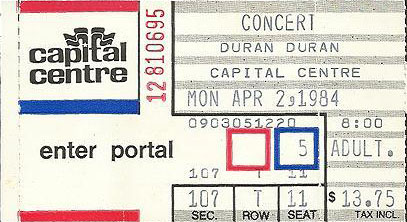 CONCERT
DURAN DURAN
CAPITAL CENTRE
MON APR 2,1984
capital
centre
12810695
0903051220 8:00
enter portal 5 ADULT.
107 T 11
107 T 11 $13.75
SEC. ROW SEAT TAX INCL